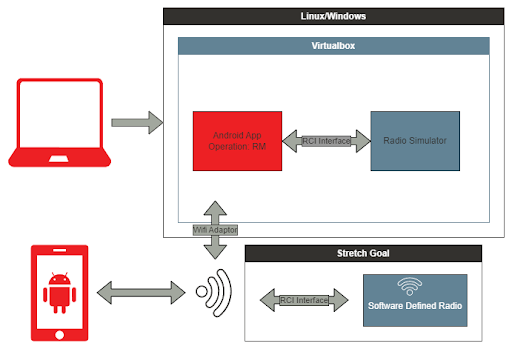 Linux/Windows
Virtualbox
Android App
Operation: RM
RCI Interface
Radio Simulator
Wifi Adaptor
Stretch Goal
RCI Interface
Software Defined Radio